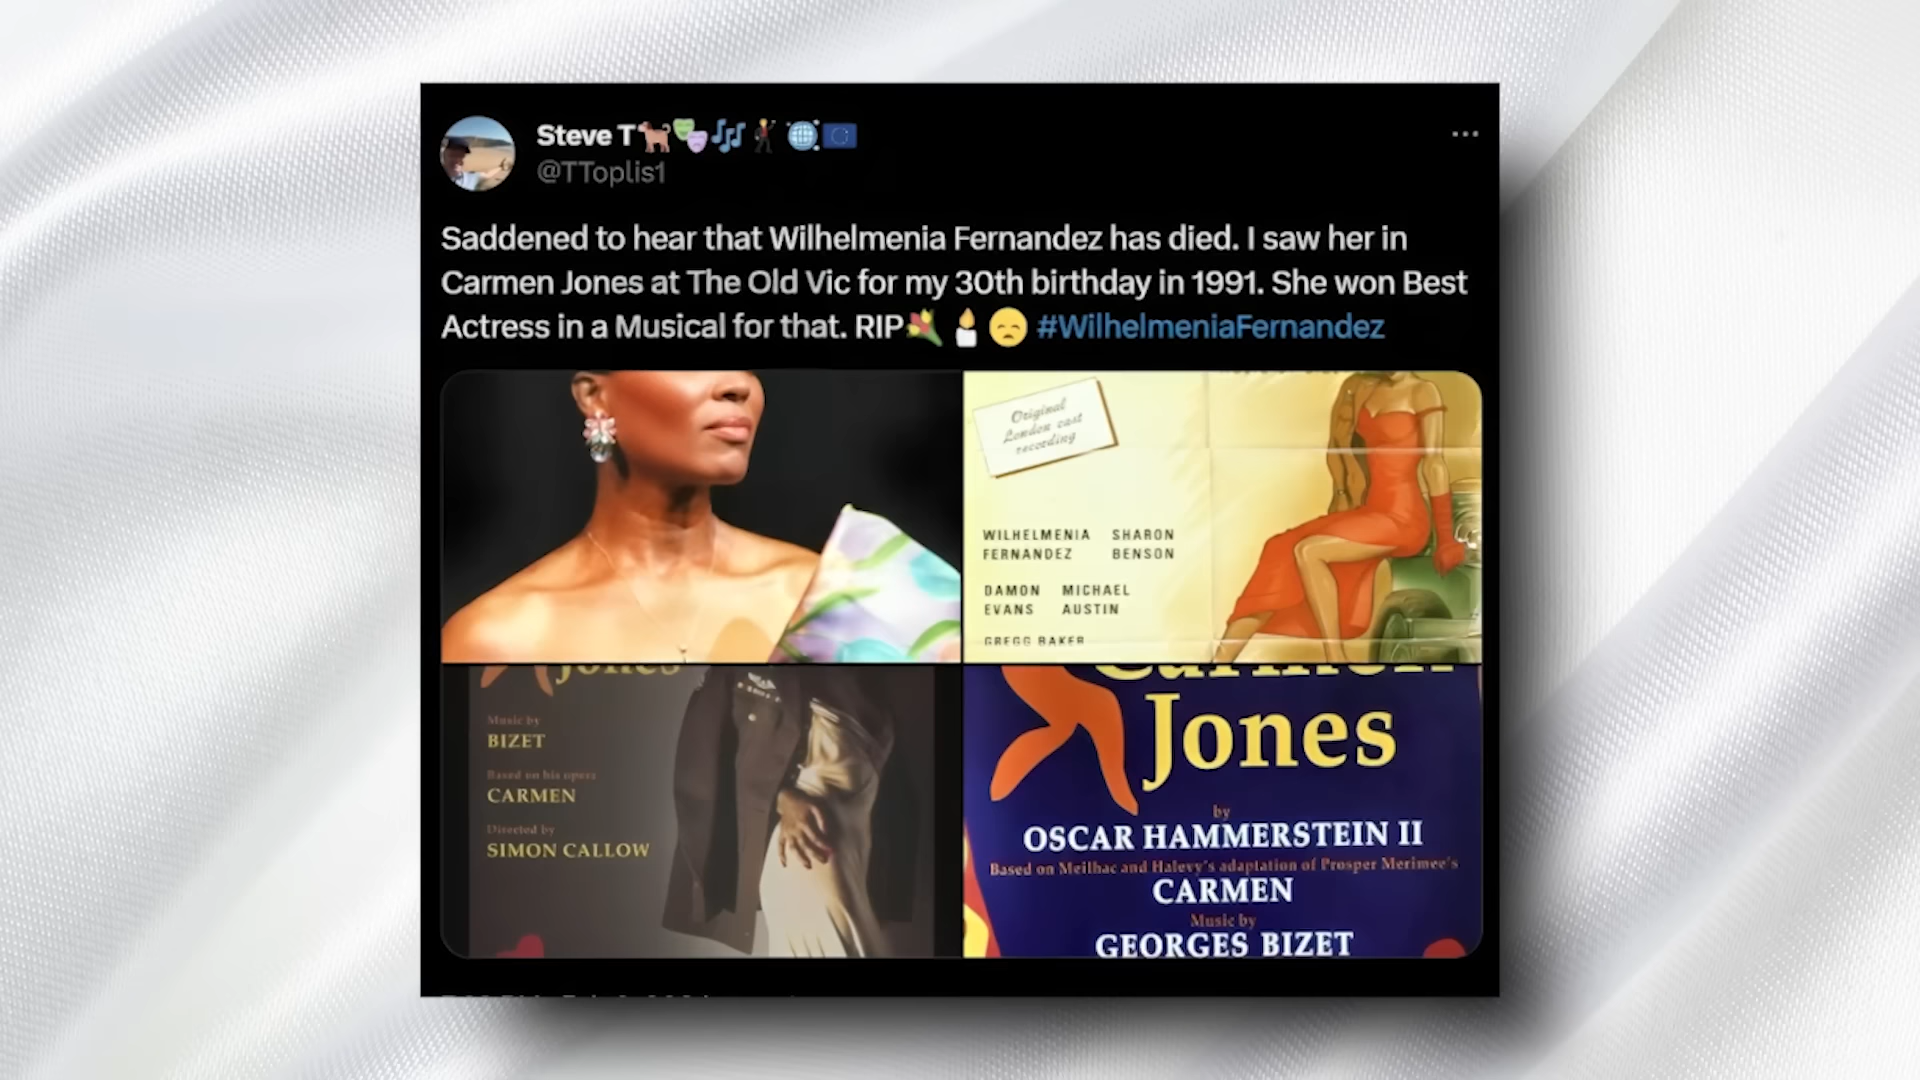 Steve T
@TToplis1
Saddened to hear that Wilhelmenia Fernandez has died. I saw her in
Carmen Jones at The Old Vic for my 30th birthday in 1991. She won Best
Actress in a Musical for that. RIP #WilhelmeniaFernandez
Original
London cast
recording
WILHELMENIA SHARON
FERNANDEZ BENSON
DAMON MICHAEL
EVANS AUSTIN
GREGG BAKER
Jones
Music by
BIZET
Based on his opera
CARMEN
Directed by
SIMON CALLOW
Carmen
Jones
by
OSCAR HAMMERSTEIN II
Based on Meilhac and Halevy's adaptation of Prosper Merimee's
CARMEN
Music by
GEORGES BIZET